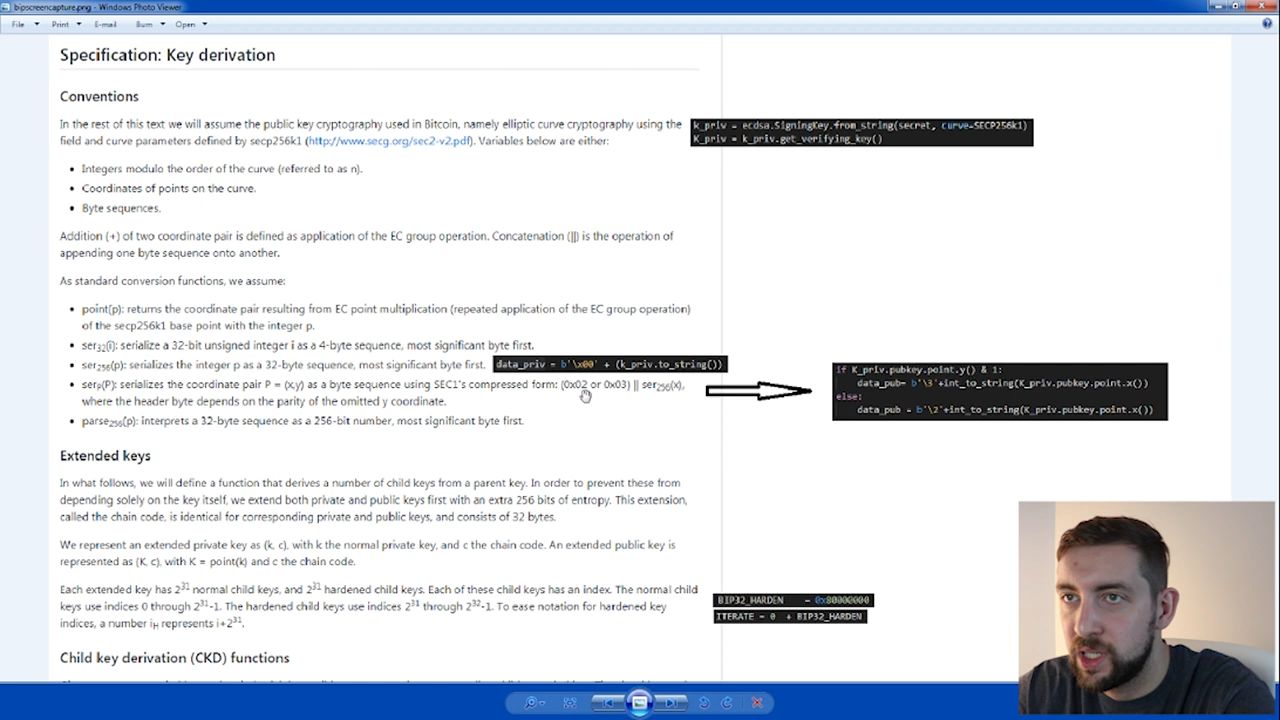 bipscreencapture.png - Windows Photo Viewer
File Print E-mail Burn Open
Specification: Key derivation
Conventions
In the rest of this text we will assume the public key cryptography used in Bitcoin, namely elliptic curve cryptography using the
field and curve parameters defined by secp256k1 (http://www.secg.org/sec2-v2.pdf). Variables below are either:
k_priv = ecdsa.SigningKey.from_string(secret, curve=SECP256k1)
K_priv = k_priv.get_verifying_key()
• Integers modulo the order of the curve (referred to as n).
• Coordinates of points on the curve.
• Byte sequences.
Addition (+) of two coordinate pair is defined as application of the EC group operation. Concatenation (||) is the operation of
appending one byte sequence onto another.
As standard conversion functions, we assume:
• point(p): returns the coordinate pair resulting from EC point multiplication (repeated application of the EC group operation)
of the secp256k1 base point with the integer p.
• ser32(i): serialize a 32-bit unsigned integer i as a 4-byte sequence, most significant byte first.
• ser256(p): serializes the integer p as a 32-byte sequence, most significant byte first.
data_priv = b'\x00' + (k_priv.to_string())
• serP(P): serializes the coordinate pair P = (x,y) as a byte sequence using SEC1's compressed form: (0x02 or 0x03) || ser256(x),
where the header byte depends on the parity of the omitted y coordinate.
if K_priv.pubkey.point.y() & 1:
data_pub= b'\3'+int_to_string(K_priv.pubkey.point.x())
else:
data_pub = b'\2'+int_to_string(K_priv.pubkey.point.x())
• parse256(p): interprets a 32-byte sequence as a 256-bit number, most significant byte first.
Extended keys
In what follows, we will define a function that derives a number of child keys from a parent key. In order to prevent these from
depending solely on the key itself, we extend both private and public keys first with an extra 256 bits of entropy. This extension,
called the chain code, is identical for corresponding private and public keys, and consists of 32 bytes.
We represent an extended private key as (k, c), with k the normal private key, and c the chain code. An extended public key is
represented as (K, c), with K = point(k) and c the chain code.
Each extended key has 2^31 normal child keys, and 2^31 hardened child keys. Each of these child keys has an index. The normal child
keys use indices 0 through 2^31-1. The hardened child keys use indices 2^31 through 2^32-1. To ease notation for hardened key
indices, a number iH represents i+2^31.
BIP32_HARDEN = 0x80000000
ITERATE = 0 + BIP32_HARDEN
Child key derivation (CKD) functions